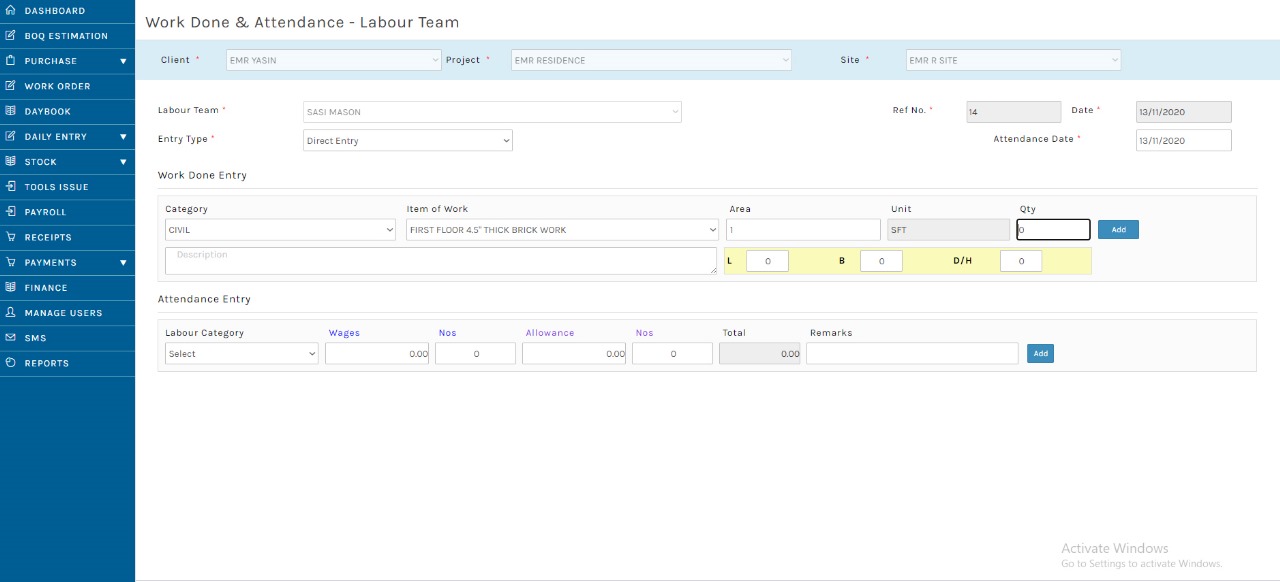 DASHBOARD
BOQ ESTIMATION
PURCHASE
WORK ORDER
DAYBOOK
DAILY ENTRY
STOCK
TOOLS ISSUE
PAYROLL
RECEIPTS
PAYMENTS
FINANCE
MANAGE USERS
SMS
REPORTS
Work Done & Attendance - Labour Team
Client * EMR YASIN Project * EMR RESIDENCE Site * EMR R SITE
Labour Team * SASI MASON Ref No. * 14 Date * 13/11/2020
Entry Type * Direct Entry Attendance Date * 13/11/2020
Work Done Entry
Category Item of Work Area Unit Qty
CIVIL FIRST FLOOR 4.5" THICK BRICK WORK 1 SFT 0 Add
Description L 0 B 0 D/H 0
Attendance Entry
Labour Category Wages Nos Allowance Nos Total Remarks
Select 0.00 0 0.00 0 0.00 Add
Activate Windows
Go to Settings to activate Windows.